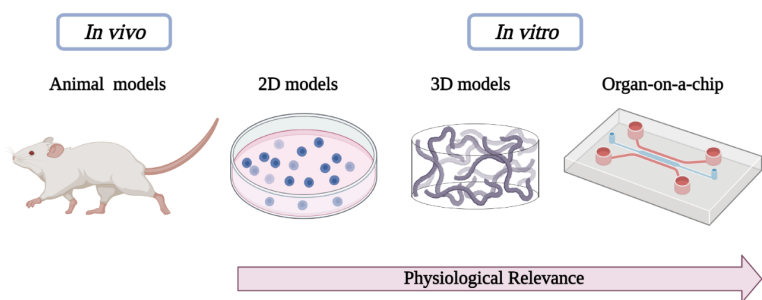 In vivo
In vitro
Animal models
2D models
3D models
Organ-on-a-chip
Physiological Relevance